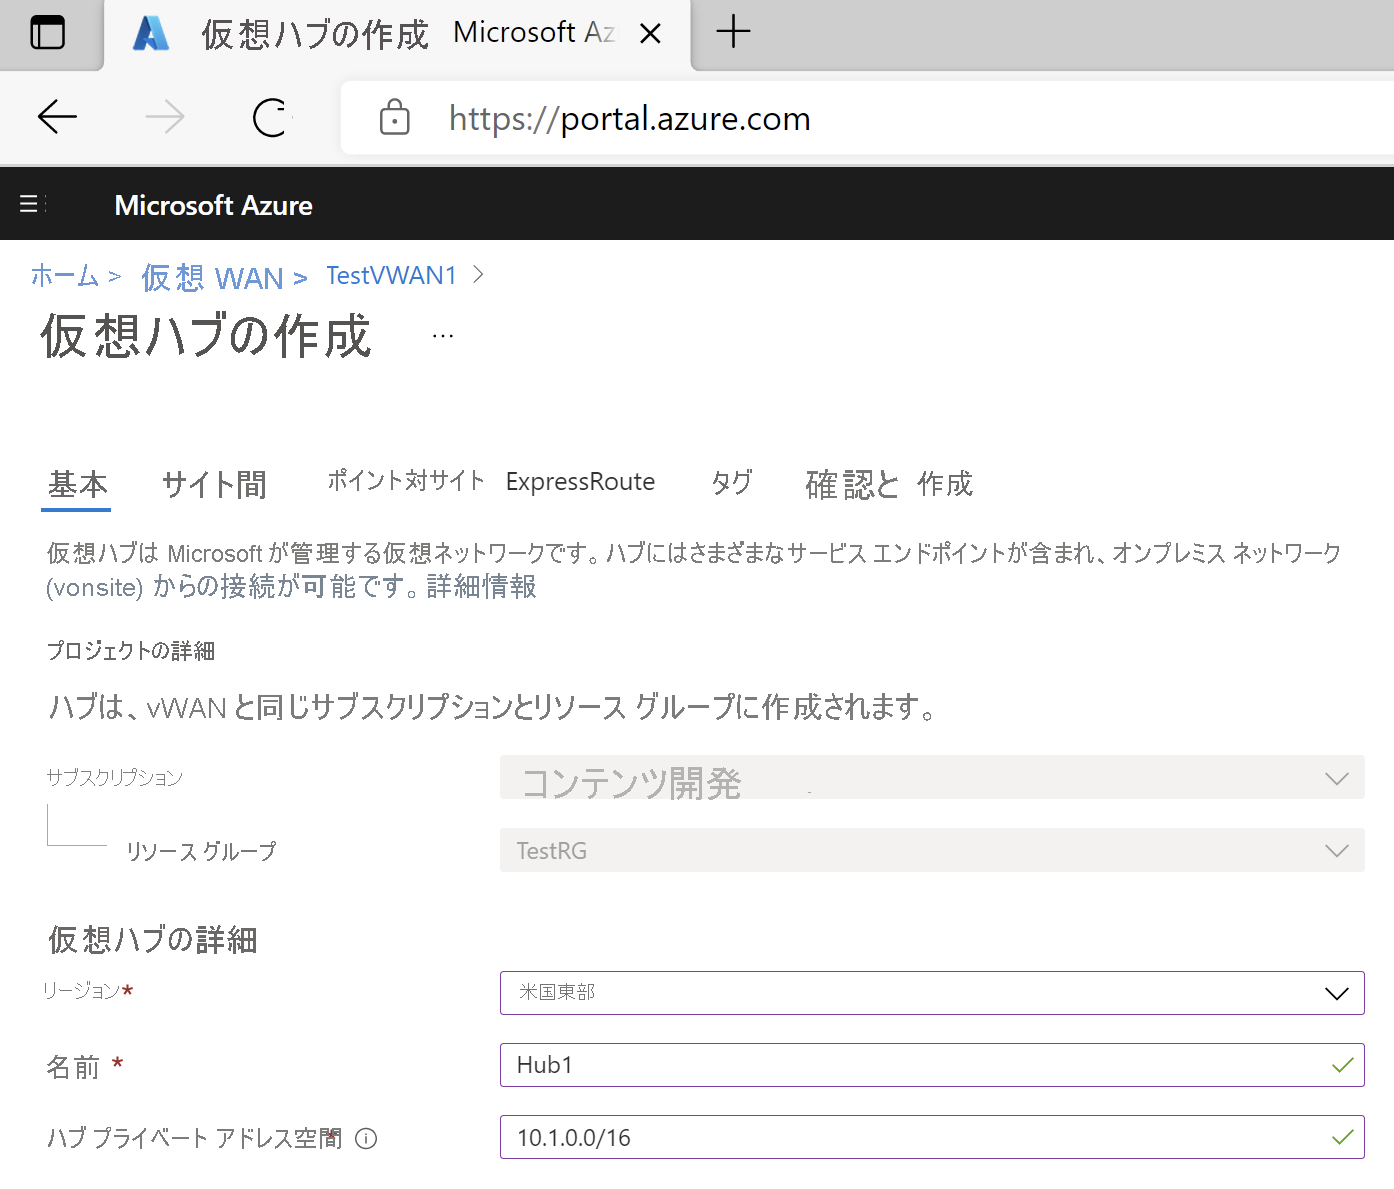 仮想ハブの作成 Microsoft Az
https://portal.azure.com
Microsoft Azure
ホーム > 仮想 WAN > TestVWAN1 >
仮想ハブの作成 ...
基本 サイト間 ポイント対サイト ExpressRoute タグ 確認と 作成
仮想ハブは Microsoft が管理する仮想ネットワークです。ハブにはさまざまなサービス エンドポイントが含まれ、オンプレミス ネットワーク
(vonsite) からの接続が可能です。詳細情報
プロジェクトの詳細
ハブは、vWAN と同じサブスクリプションとリソース グループに作成されます。
サブスクリプション コンテンツ開発
リソース グループ TestRG
仮想ハブの詳細
リージョン* 米国東部
名前 * Hub1
ハブ プライベート アドレス空間* 10.1.0.0/16